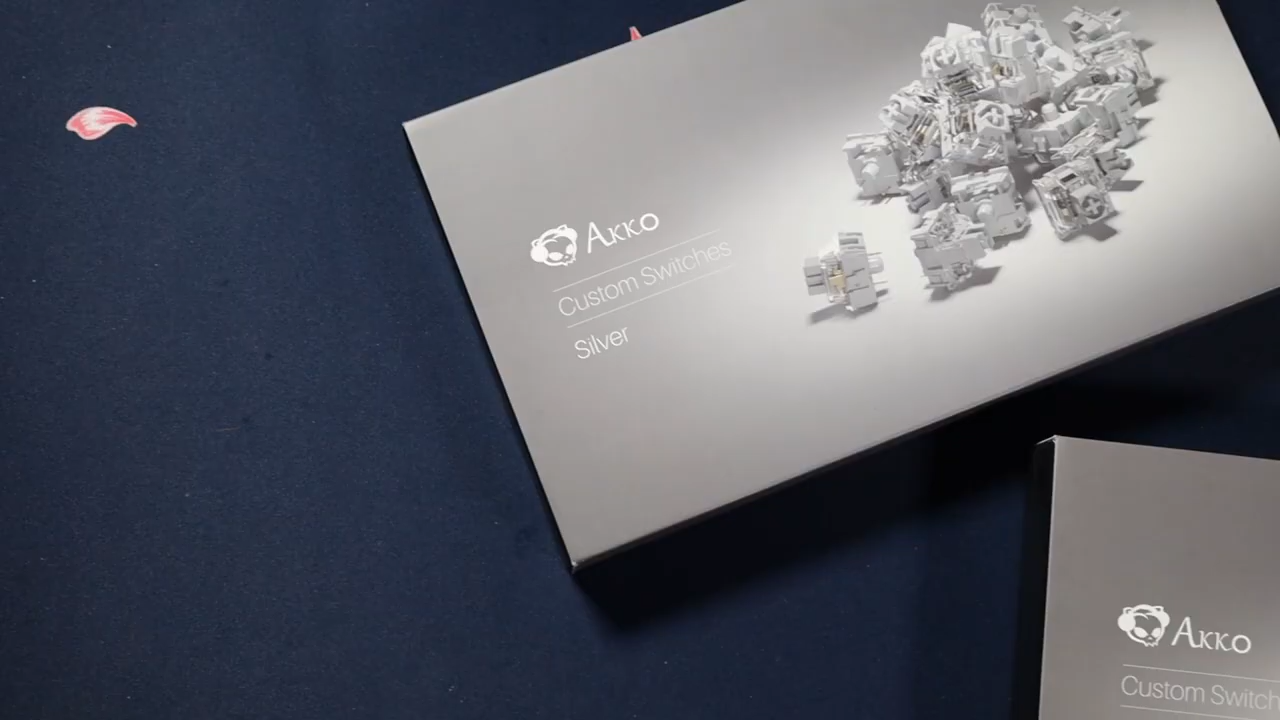 Akko
Custom Switches
Silver
Akko
Custom Switch